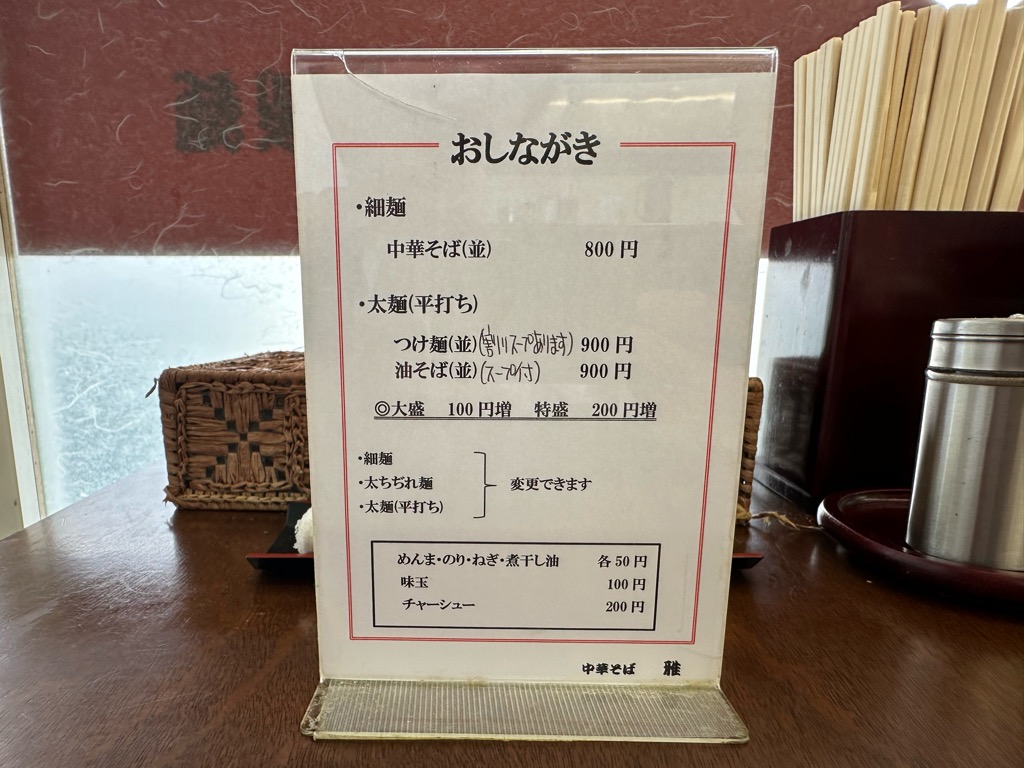 おしながき
・細麺
中華そば(並) 800円
・太麺(平打ち)
つけ麺(並)(割りスープあります) 900円
油そば(並)(スープ付) 900円
◎大盛 100円増 特盛 200円増
・細麺
・太ちぢれ麺
・太麺(平打ち)
変更できます
めんま・のり・ねぎ・煮干し油 各50円
味玉 100円
チャーシュー 200円
中華そば 雅